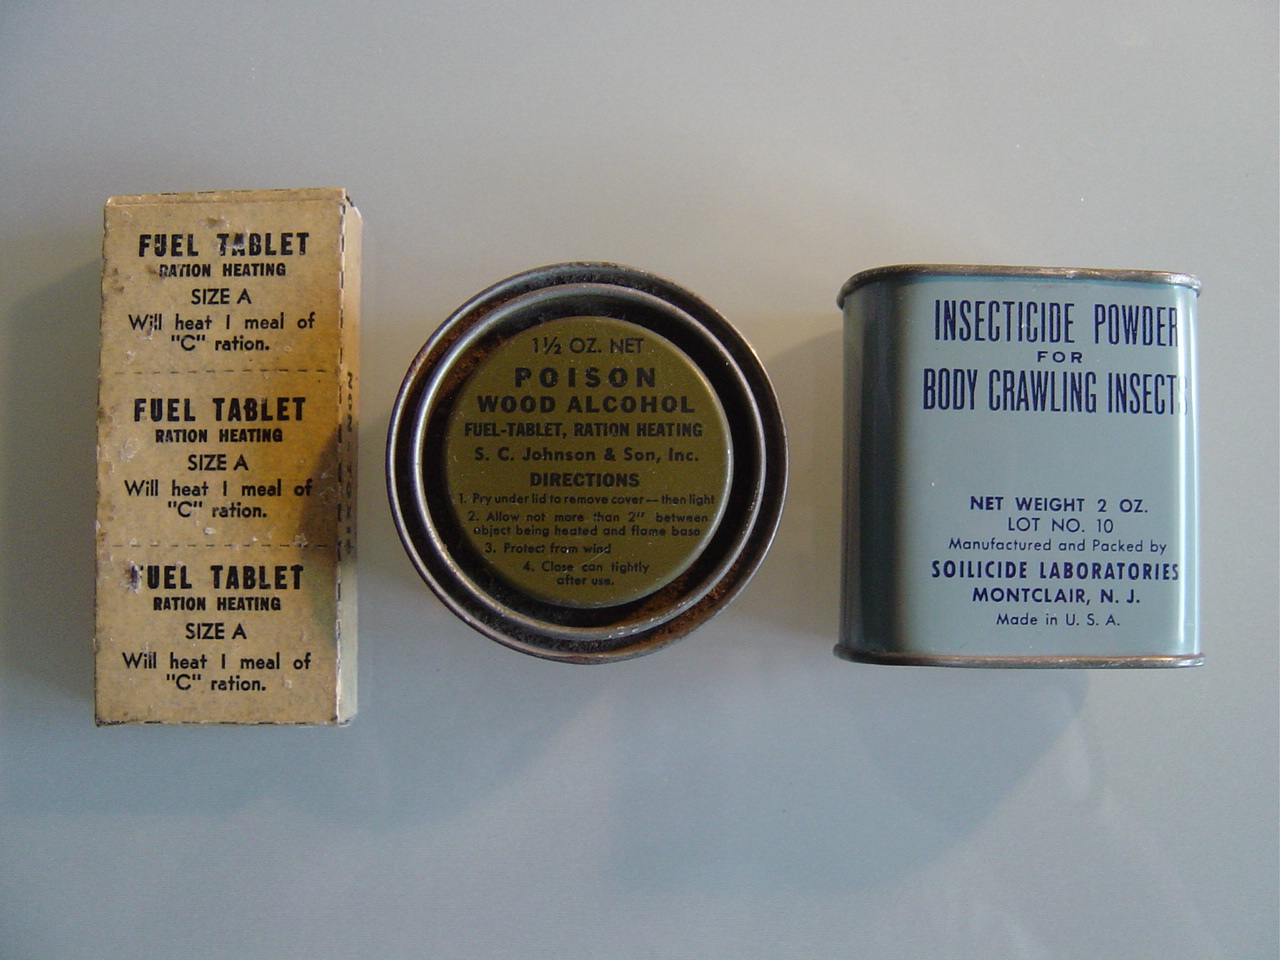 FUEL TABLET
RATION HEATING
SIZE A
Will heat 1 meal of
"C" ration.
FUEL TABLET
RATION HEATING
SIZE A
Will heat 1 meal of
"C" ration.
FUEL TABLET
RATION HEATING
SIZE A
Will heat 1 meal of
"C" ration.
1½ OZ. NET
POISON
WOOD ALCOHOL
FUEL-TABLET, RATION HEATING
S. C. Johnson & Son, Inc.
DIRECTIONS
1. Pry under lid to remove cover—then light
2. Allow not more than 2" between
object being heated and flame base
3. Protect from wind
4. Close can tightly
after use.
INSECTICIDE POWDER
FOR
BODY CRAWLING INSECTS
NET WEIGHT 2 OZ.
LOT NO. 10
Manufactured and Packed by
SOILICIDE LABORATORIES
MONTCLAIR, N. J.
Made in U. S. A.